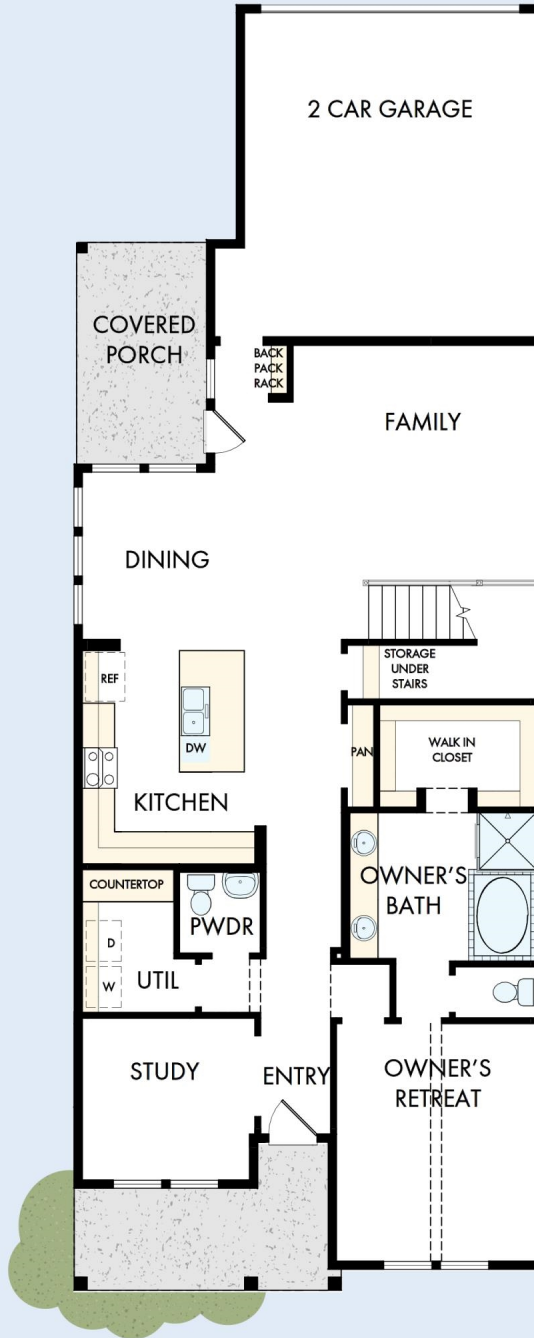 2 CAR GARAGE
COVERED
PORCH
BACK
PACK
RACK
FAMILY
DINING
STORAGE
UNDER
STAIRS
REF
DW
PAN
WALK IN
CLOSET
KITCHEN
COUNTERTOP
OWNER'S
BATH
PWDR
D
W
UTIL
STUDY
ENTRY
OWNER'S
RETREAT